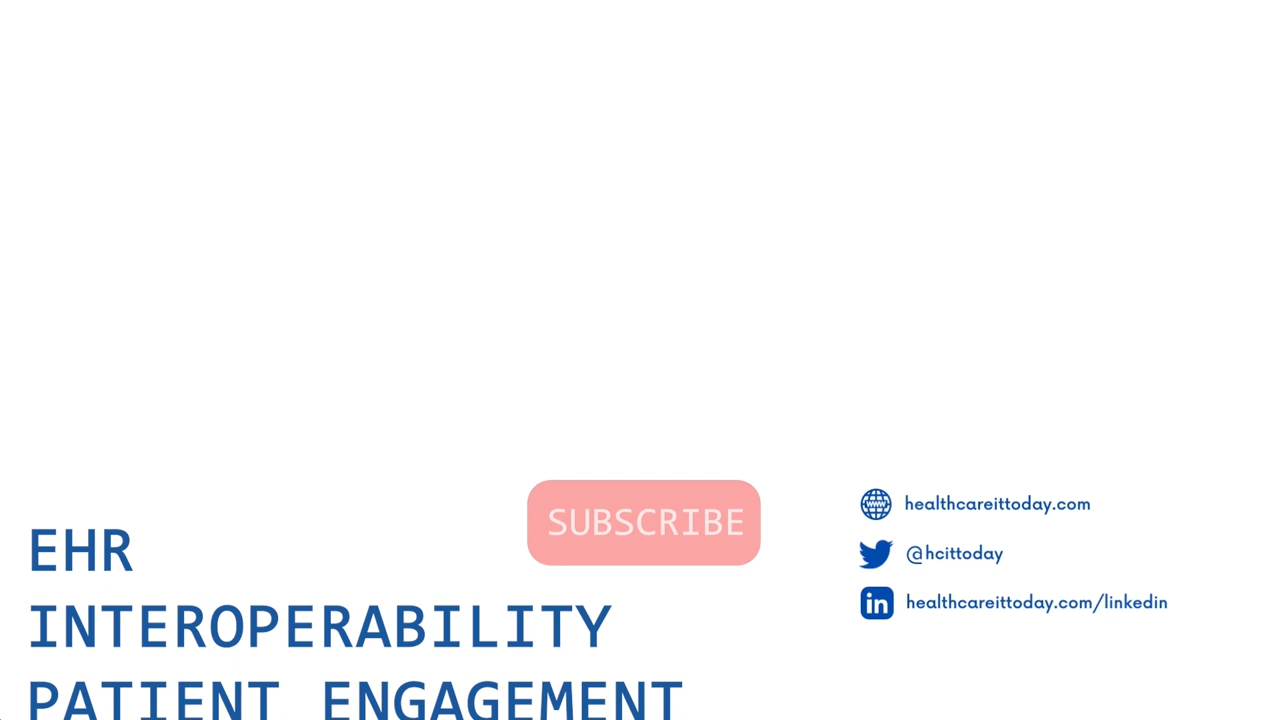 SUBSCRIBE
healthcareittoday.com
@hcittoday
healthcareittoday.com/linkedin
EHR
INTEROPERABILITY
PATIENT ENGAGEMENT